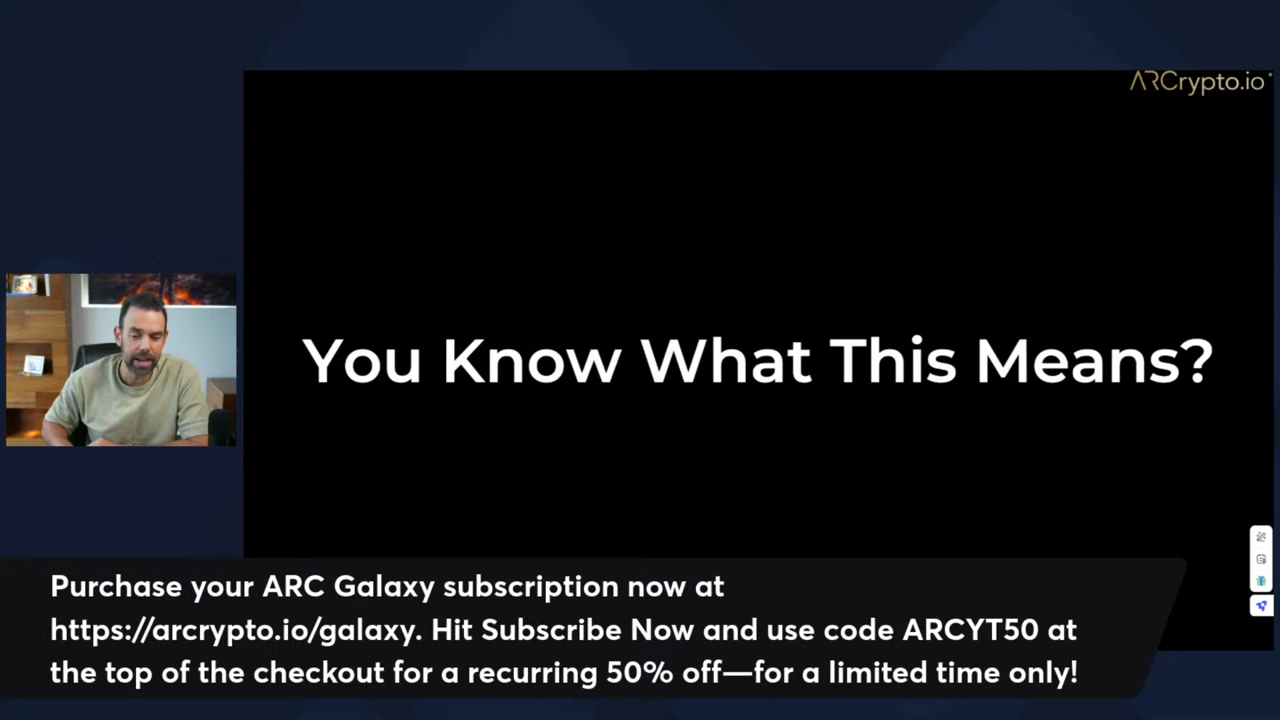 ARCrypto.io
You Know What This Means?
Purchase your ARC Galaxy subscription now at
https://arcrypto.io/galaxy. Hit Subscribe Now and use code ARCYT50 at
the top of the checkout for a recurring 50% off—for a limited time only!